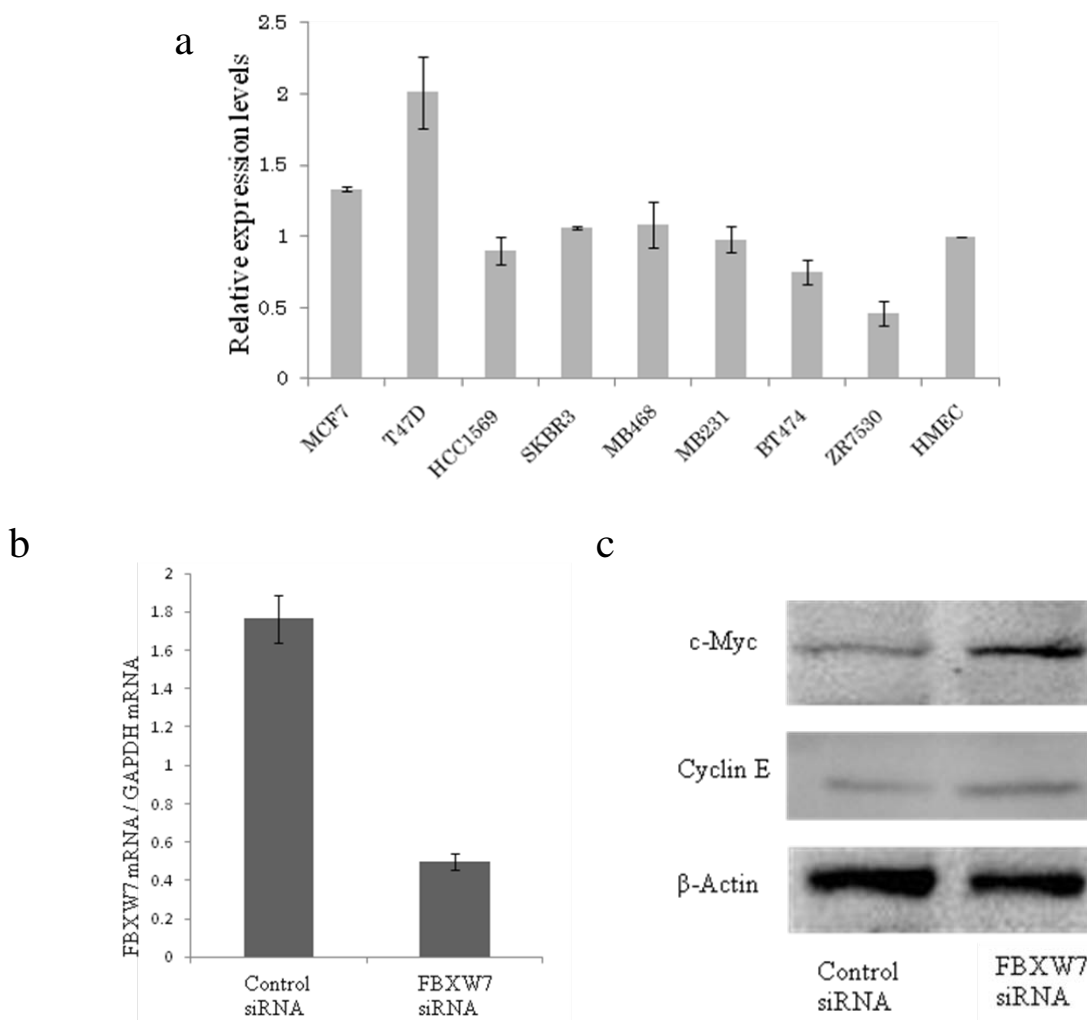 a
Relative expression levels
2.5
2
1.5
1
0.5
0
MCF7
T47D
HCC1569
SKBR3
MB468
MB231
BT474
ZR7530
HMEC
b
FBXW7 mRNA / GAPDH mRNA
2
1.8
1.6
1.4
1.2
1
0.8
0.6
0.4
0.2
0
Control
siRNA
FBXW7
siRNA
c
c-Myc
Cyclin E
β-Actin
Control
siRNA
FBXW7
siRNA